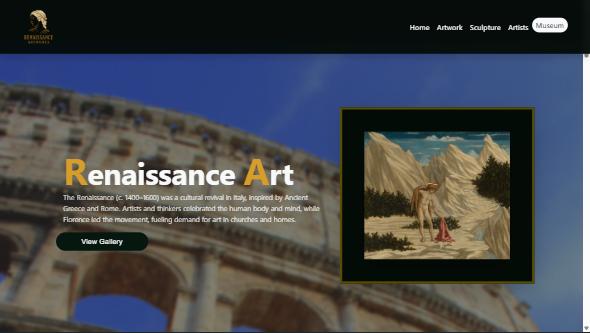 RENAISSANCE
ARTWORKS
Home Artwork Sculpture Artists Museum
Renaissance Art
The Renaissance (c. 1400–1600) was a cultural revival in Italy, inspired by Ancient
Greece and Rome. Artists and thinkers celebrated the human body and mind, while
Florence led the movement, fueling demand for art in churches and homes.
View Gallery